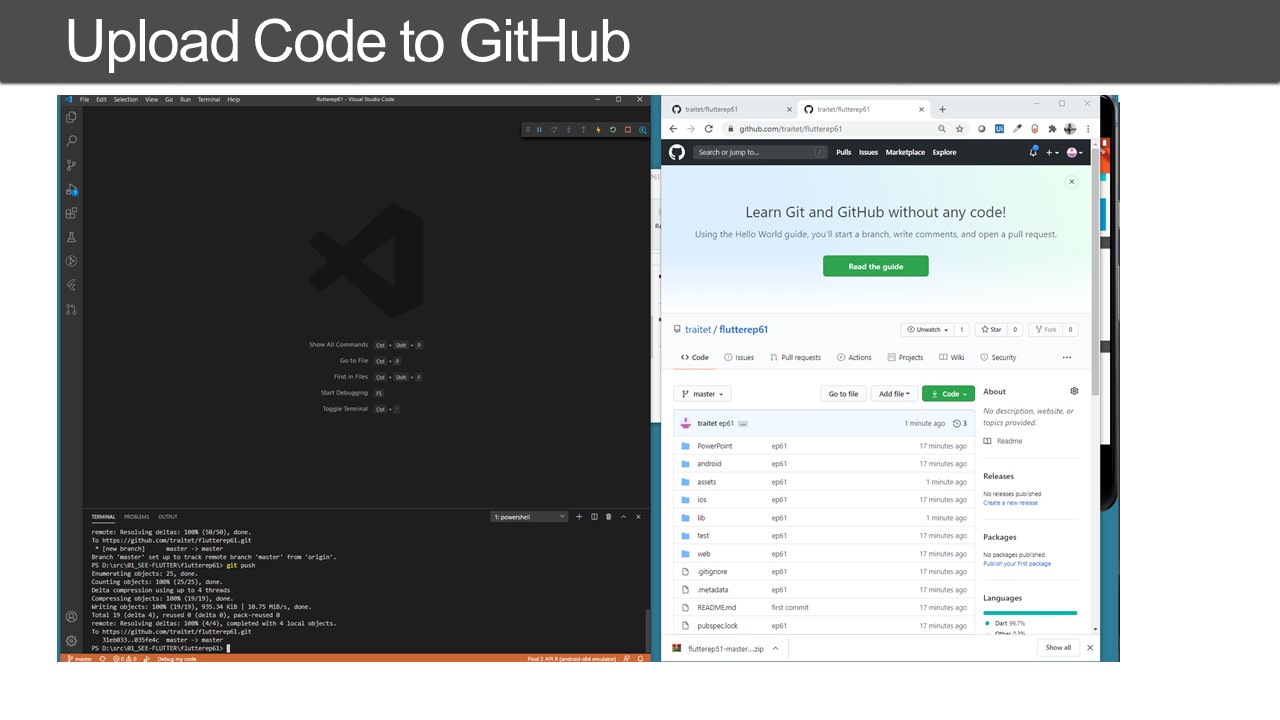 Upload Code to GitHub
File Edit Selection View Go Run Terminal Help
flutterep61 - Visual Studio Code
Show All Commands Ctrl + Shift + P
Go to File Ctrl + P
Find in Files Ctrl + Shift + F
Start Debugging F5
Toggle Terminal Ctrl + `
TERMINAL PROBLEMS OUTPUT
1: powershell
remote: Resolving deltas: 100% (50/50), done.
To https://github.com/traitet/flutterep61.git
* [new branch] master -> master
Branch 'master' set up to track remote branch 'master' from 'origin'.
PS D:\src\01_SEE-FLUTTER\flutterep61> git push
Enumerating objects: 25, done.
Counting objects: 100% (25/25), done.
Delta compression using up to 4 threads
Compressing objects: 100% (19/19), done.
Writing objects: 100% (19/19), 935.34 KiB | 10.75 MiB/s, done.
Total 19 (delta 4), reused 0 (delta 0), pack-reused 0
remote: Resolving deltas: 100% (4/4), completed with 4 local objects.
To https://github.com/traitet/flutterep61.git
31eb033..035fe4c master -> master
PS D:\src\01_SEE-FLUTTER\flutterep61>
master 0 0 Debug my code
Pixel 2 API R (android-x64 emulator)
traitet/flutterep61
traitet/flutterep61
github.com/traitet/flutterep61
Search or jump to... /
Pulls Issues Marketplace Explore
Learn Git and GitHub without any code!
Using the Hello World guide, you'll start a branch, write comments, and open a pull request.
Read the guide
traitet / flutterep61
Unwatch 1 Star 0 Fork 0
Code Issues Pull requests Actions Projects Wiki Security
master
Go to file Add file Code
traitet ep61 ... 1 minute ago 3
PowerPoint ep61 17 minutes ago
android ep61 17 minutes ago
assets ep61 1 minute ago
ios ep61 17 minutes ago
lib ep61 1 minute ago
test ep61 17 minutes ago
web ep61 17 minutes ago
.gitignore ep61 17 minutes ago
.metadata ep61 17 minutes ago
README.md first commit 17 minutes ago
pubspec.lock ep61 17 minutes ago
About
No description, website, or
topics provided.
Readme
Releases
No releases published
Create a new release
Packages
No packages published
Publish your first package
Languages
Dart 99.7%
Other 0.3%
flutterep51-master....zip
Show all